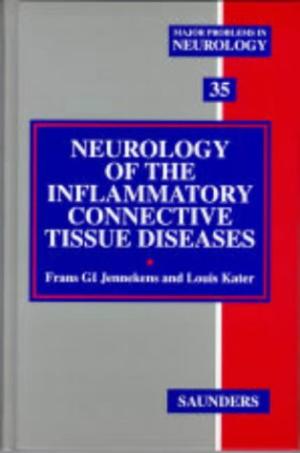 MAJOR PROBLEMS IN
NEUROLOGY
35
NEUROLOGY
OF THE
INFLAMMATORY
CONNECTIVE
TISSUE DISEASES
Frans GI Jennekens and Louis Kater
SAUNDERS